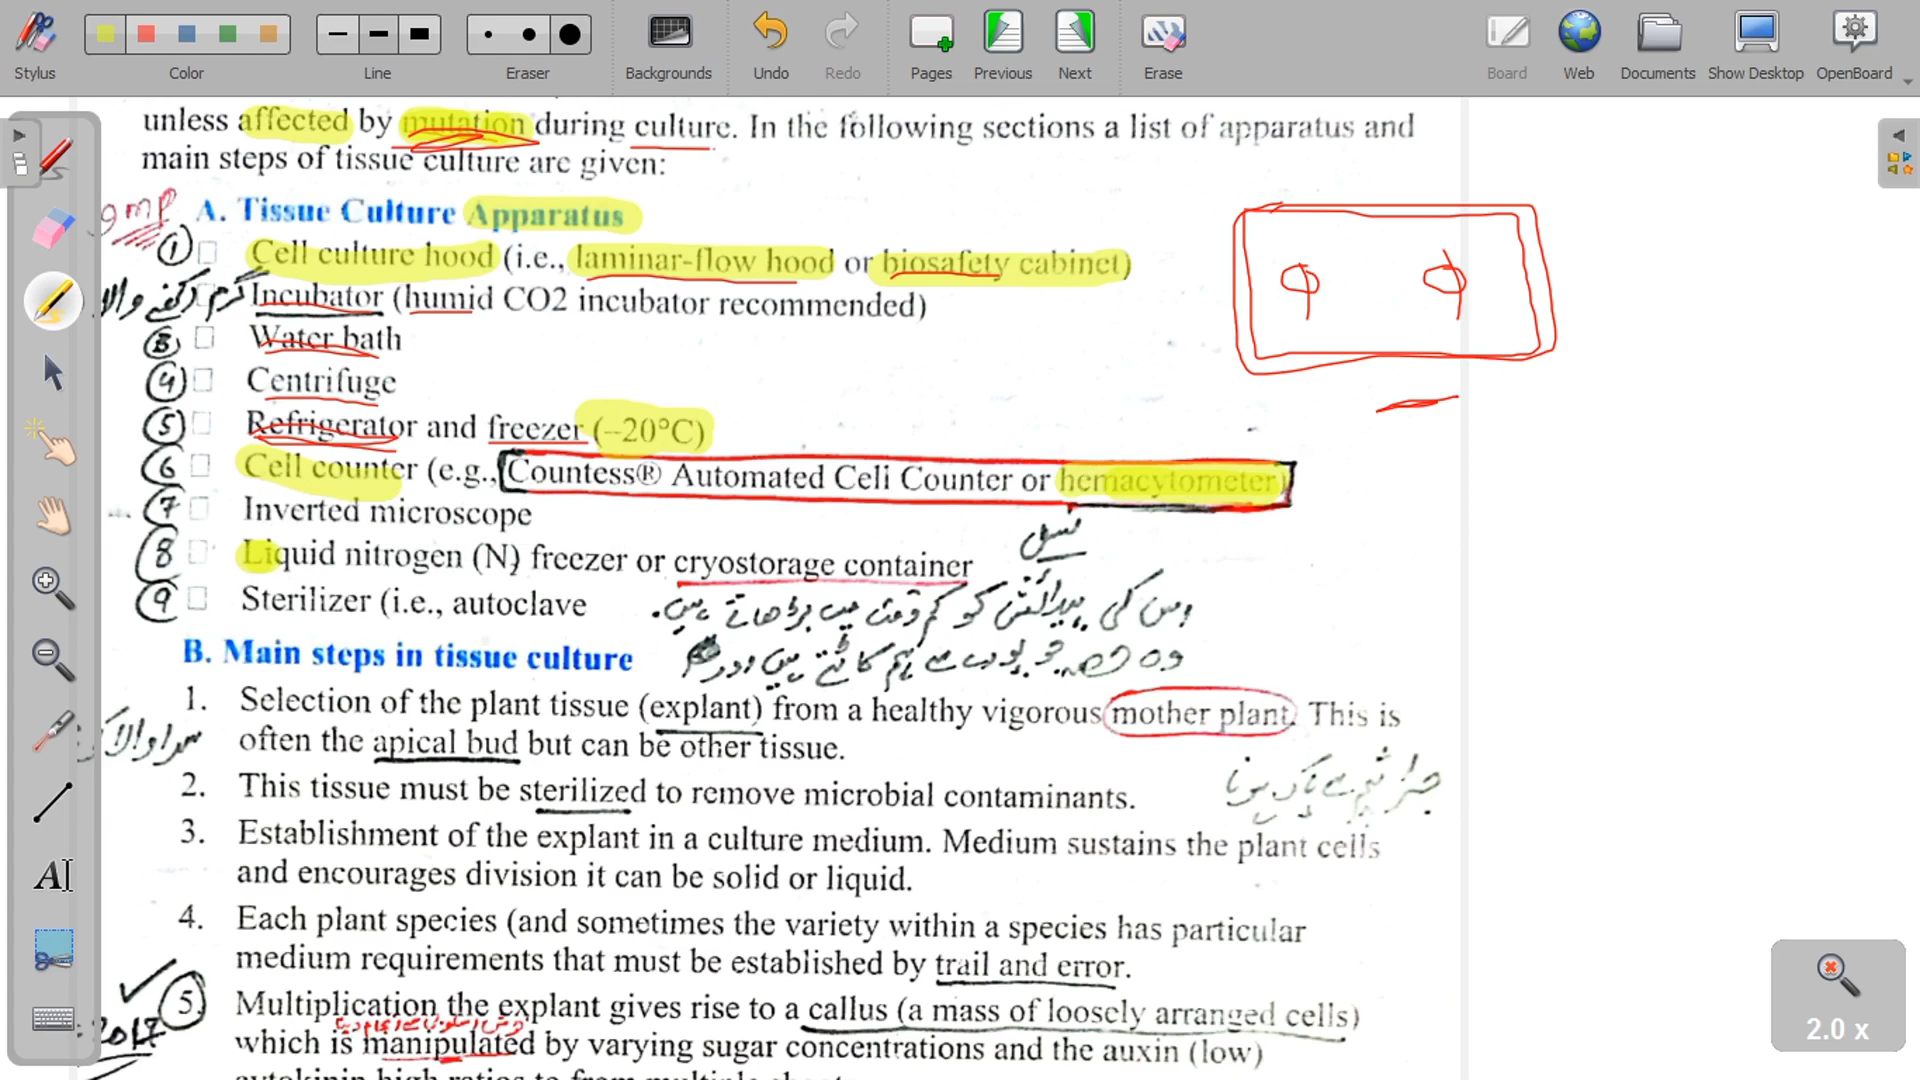 Stylus
Color
Line
Eraser
Backgrounds
Undo
Redo
Pages
Previous
Next
Erase
Board
Web
Documents
Show Desktop
OpenBoard
unless affected by mutation during culture. In the following sections a list of apparatus and
main steps of tissue culture are given:
A. Tissue Culture Apparatus
① Cell culture hood (i.e., laminar-flow hood or biosafety cabinet)
Incubator (humid CO2 incubator recommended)
Water bath
④ Centrifuge
⑤ Refrigerator and freezer (–20°C)
⑥ Cell counter (e.g., Countess® Automated Cell Counter or hemacytometer)
⑦ Inverted microscope
⑧ Liquid nitrogen (N) freezer or cryostorage container
⑨ Sterilizer (i.e., autoclave
B. Main steps in tissue culture
1. Selection of the plant tissue (explant) from a healthy vigorous mother plant. This is
often the apical bud but can be other tissue.
2. This tissue must be sterilized to remove microbial contaminants.
3. Establishment of the explant in a culture medium. Medium sustains the plant cells
and encourages division it can be solid or liquid.
4. Each plant species (and sometimes the variety within a species has particular
medium requirements that must be established by trail and error.
⑤ Multiplication the explant gives rise to a callus (a mass of loosely arranged cells)
2017
which is manipulated by varying sugar concentrations and the auxin (low)
2.0 x